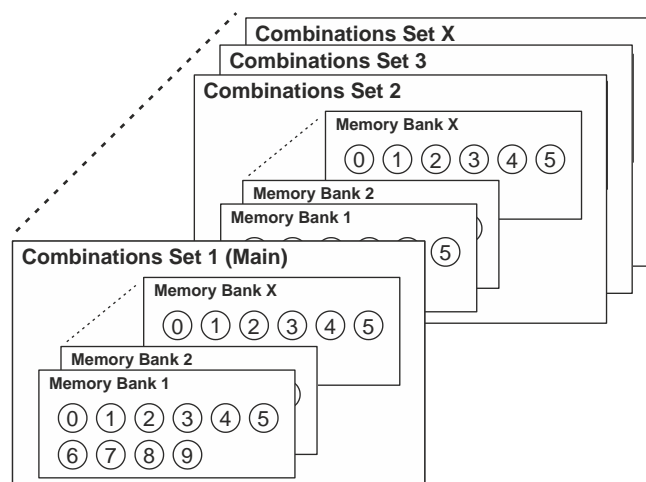 Combinations Set X
Combinations Set 3
Combinations Set 2
Memory Bank X
0 1 2 3 4 5
Memory Bank 2
Memory Bank 1
5
Combinations Set 1 (Main)
Memory Bank X
0 1 2 3 4 5
Memory Bank 2
Memory Bank 1
0 1 2 3 4 5
6 7 8 9